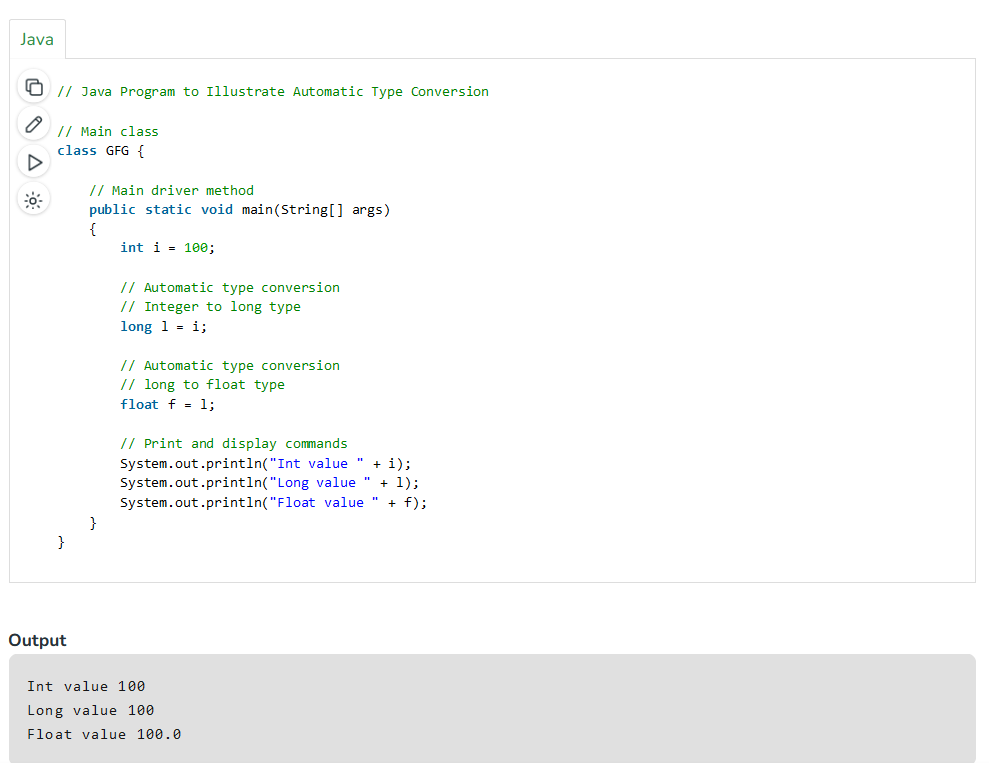 Java
// Java Program to Illustrate Automatic Type Conversion
// Main class
class GFG {
// Main driver method
public static void main(String[] args)
{
int i = 100;
// Automatic type conversion
// Integer to long type
long l = i;
// Automatic type conversion
// long to float type
float f = l;
// Print and display commands
System.out.println("Int value " + i);
System.out.println("Long value " + l);
System.out.println("Float value " + f);
}
}
Output
Int value 100
Long value 100
Float value 100.0